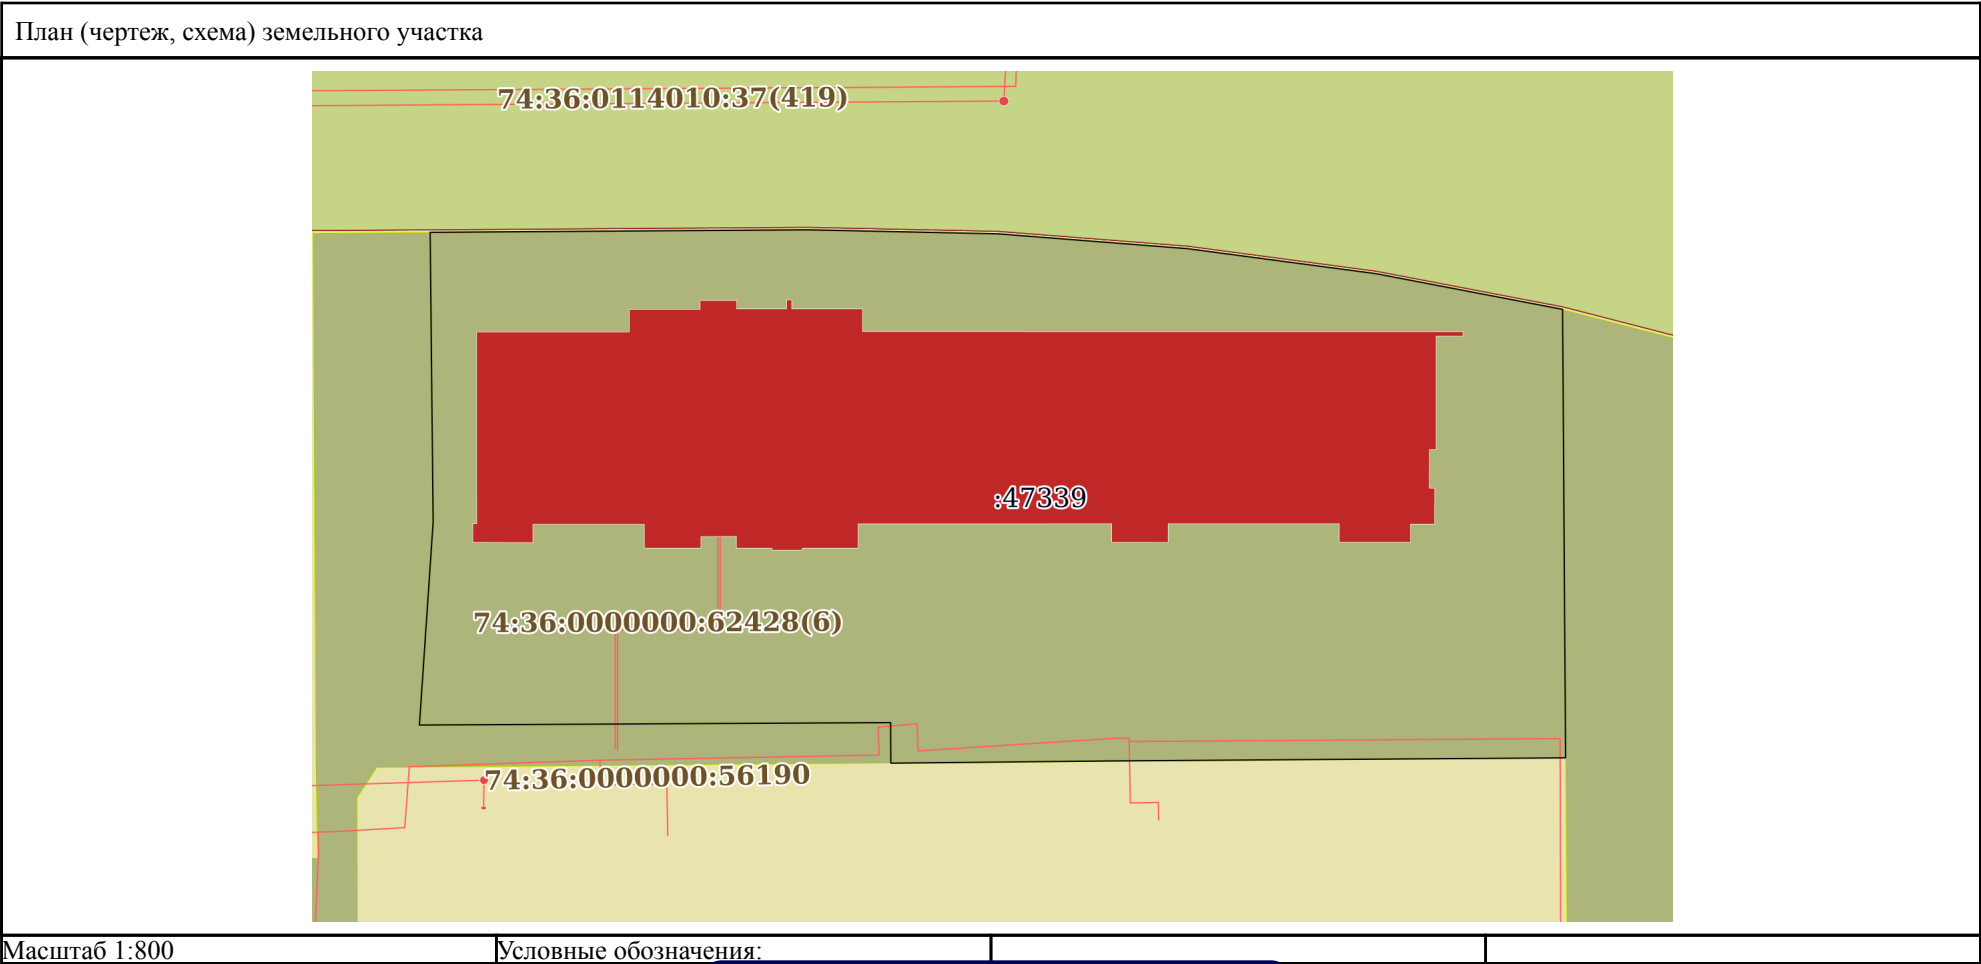 План (чертеж, схема) земельного участка
74:36:0114010:37(419)
:47339
74:36:0000000:62428(6)
74:36:0000000:56190
Масштаб 1:800
Условные обозначения: